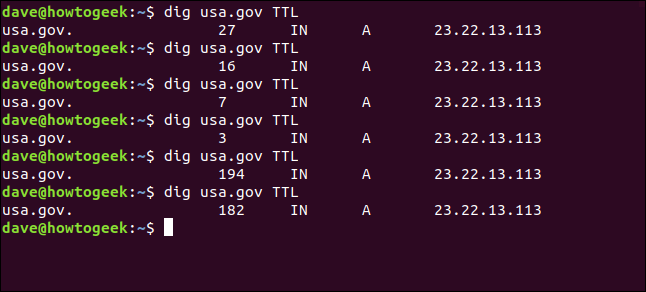 dave@howtogeek:~$ dig usa.gov TTL
usa.gov. 27 IN A 23.22.13.113
dave@howtogeek:~$ dig usa.gov TTL
usa.gov. 16 IN A 23.22.13.113
dave@howtogeek:~$ dig usa.gov TTL
usa.gov. 7 IN A 23.22.13.113
dave@howtogeek:~$ dig usa.gov TTL
usa.gov. 3 IN A 23.22.13.113
dave@howtogeek:~$ dig usa.gov TTL
usa.gov. 194 IN A 23.22.13.113
dave@howtogeek:~$ dig usa.gov TTL
usa.gov. 182 IN A 23.22.13.113
dave@howtogeek:~$